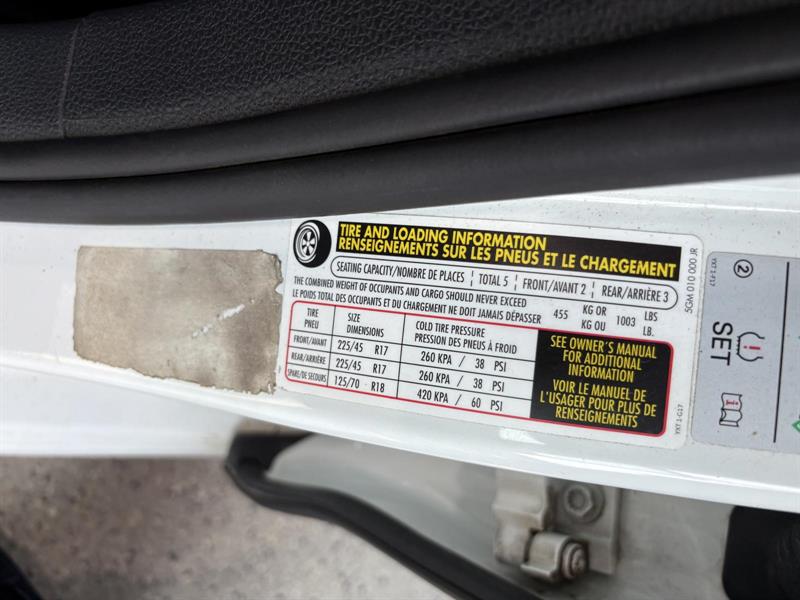 TIRE AND LOADING INFORMATION
RENSEIGNEMENTS SUR LES PNEUS ET LE CHARGEMENT
SEATING CAPACITY/NOMBRE DE PLACES TOTAL 5 FRONT/AVANT 2 REAR/ARRIÈRE 3
THE COMBINED WEIGHT OF OCCUPANTS AND CARGO SHOULD NEVER EXCEED
LE POIDS TOTAL DES OCCUPANTS ET DU CHARGEMENT NE DOIT JAMAIS DÉPASSER
455 KG OR 1003 LBS
KG OU LB.
TIRE SIZE COLD TIRE PRESSURE
PNEU DIMENSIONS PRESSION DES PNEUS À FROID
FRONT/AVANT 225/45 R17 260 KPA / 38 PSI
REAR/ARRIÈRE 225/45 R17 260 KPA / 38 PSI
SPARE/DE SECOURS 125/70 R18 420 KPA / 60 PSI
SEE OWNER'S MANUAL
FOR ADDITIONAL
INFORMATION
VOIR LE MANUEL DE
L'USAGER POUR PLUS DE
RENSEIGNEMENTS
5GM 010 000 JR
YXT 1-G17
YXT 1-F17
2
SET